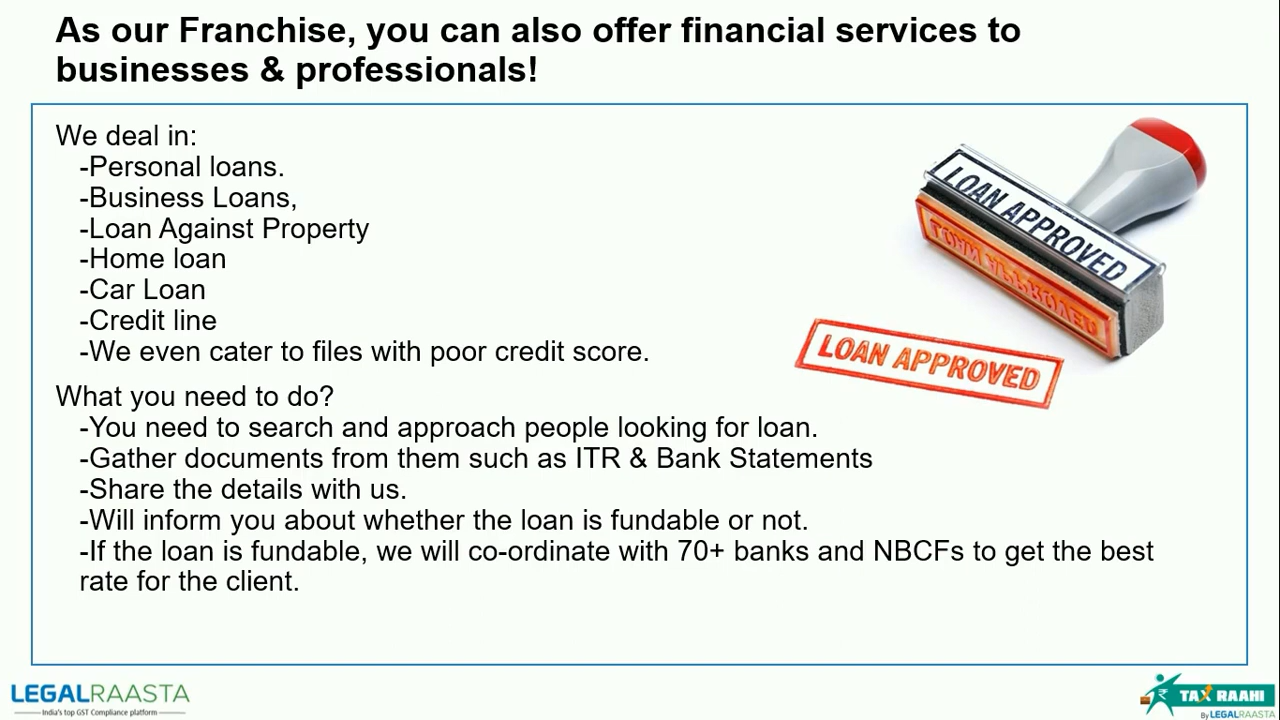 As our Franchise, you can also offer financial services to
businesses & professionals!
We deal in:
-Personal loans.
-Business Loans,
-Loan Against Property
-Home loan
-Car Loan
-Credit line
-We even cater to files with poor credit score.
LOAN APPROVED
LOAN APPROVED
LOAN APPROVED
What you need to do?
-You need to search and approach people looking for loan.
-Gather documents from them such as ITR & Bank Statements
-Share the details with us.
-Will inform you about whether the loan is fundable or not.
-If the loan is fundable, we will co-ordinate with 70+ banks and NBCFs to get the best
rate for the client.
LEGALRAASTA
India's top GST Compliance platform
₹ TAX RAAHI
By LEGALRAASTA